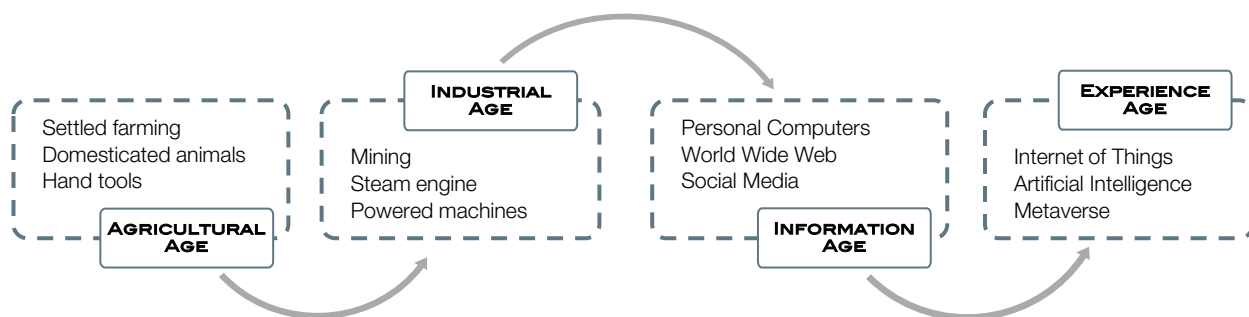 Settled farming
Domesticated animals
Hand tools
AGRICULTURAL
AGE
INDUSTRIAL
AGE
Mining
Steam engine
Powered machines
Personal Computers
World Wide Web
Social Media
INFORMATION
AGE
EXPERIENCE
AGE
Internet of Things
Artificial Intelligence
Metaverse